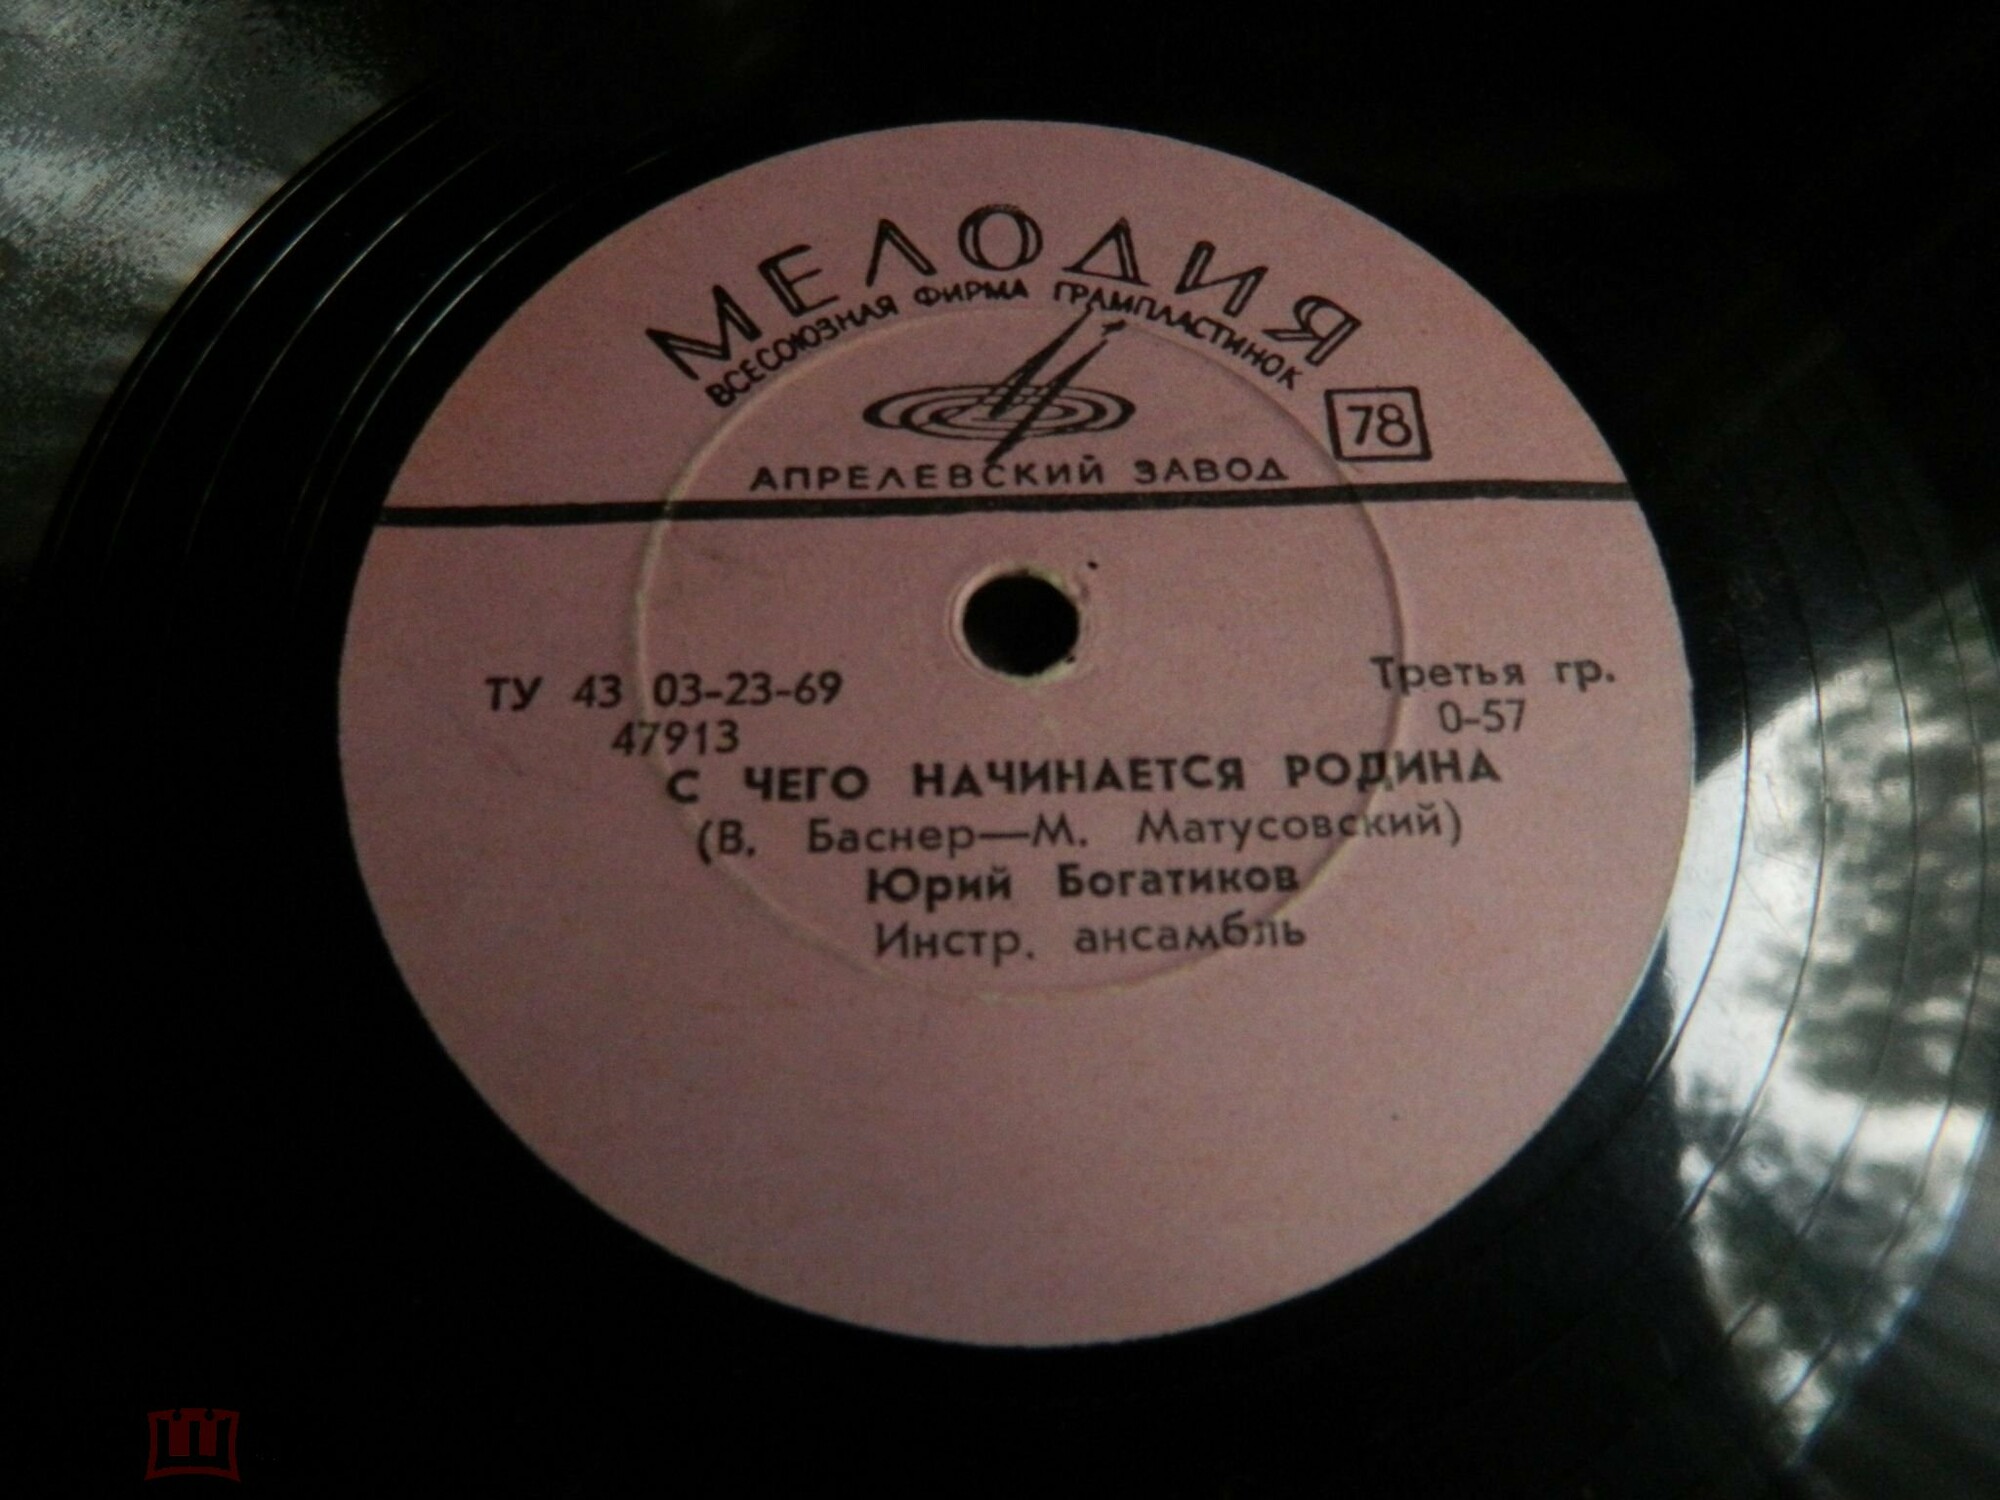 МЕЛОДИЯ
ВСЕСОЮЗНАЯ ФИРМА ГРАМПЛАСТИНОК
78
АПРЕЛЕВСКИЙ ЗАВОД
ТУ 43 03-23-69
47913
Третья гр.
0-57
С ЧЕГО НАЧИНАЕТСЯ РОДИНА
(В. Баснер—М. Матусовский)
Юрий Богатиков
Инстр. ансамбль